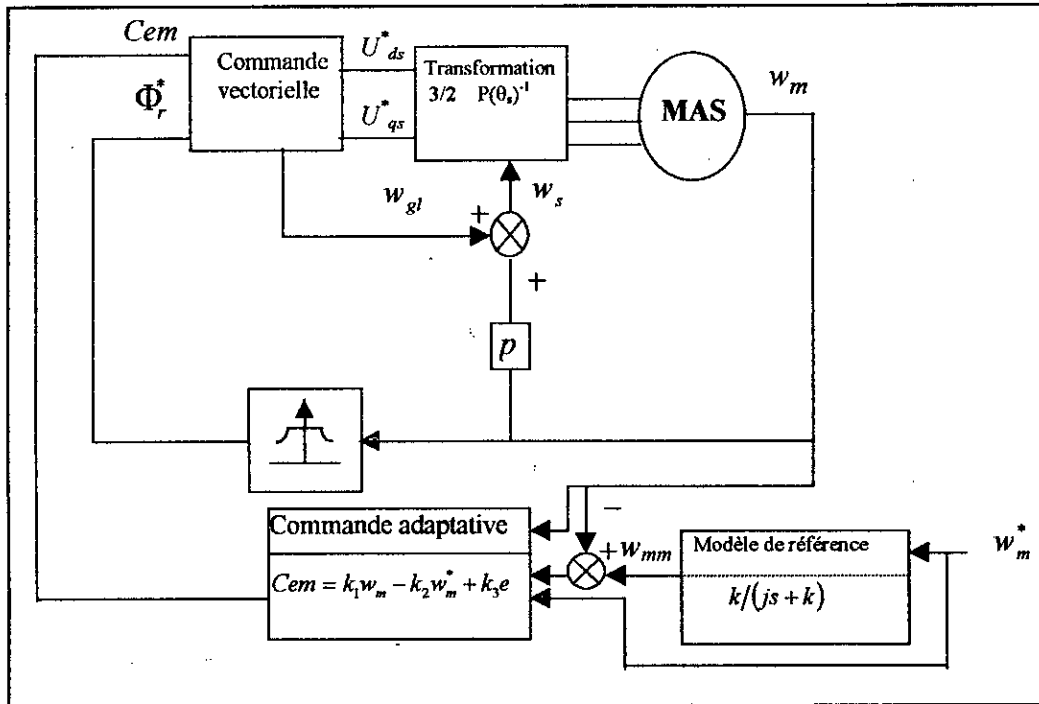 Cem
Φ*r
Commande
vectorielle
U*ds
U*qs
Transformation
3/2 P(θs)-1
MAS
wm
wgl
ws
+
+
p
Commande adaptative
Cem = k1wm − k2w*m + k3e
−
+wmm
Modèle de référence
k/(js + k)
w*m